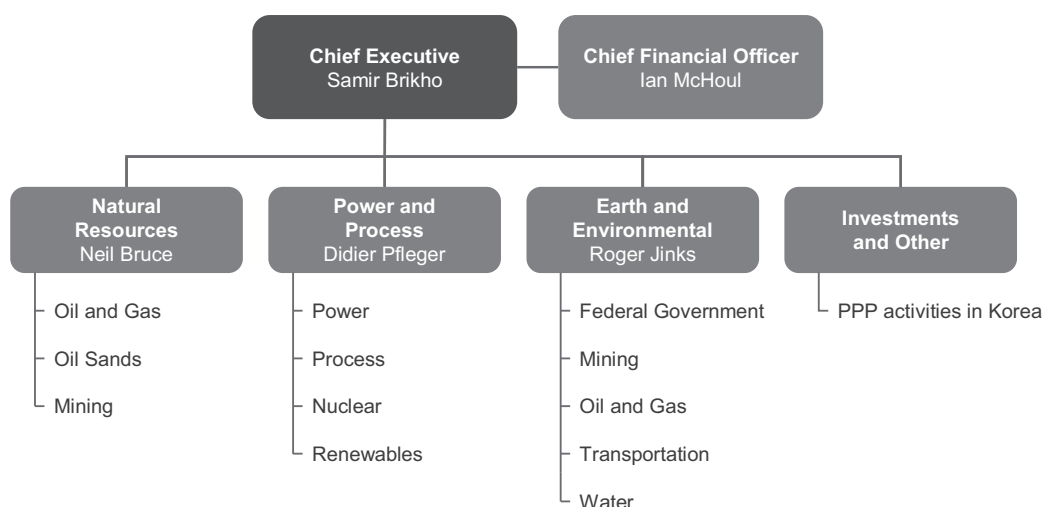 Chief Executive
Samir Brikho
Chief Financial Officer
Ian McHoul
Natural
Resources
Neil Bruce
Power and
Process
Didier Pfleger
Earth and
Environmental
Roger Jinks
Investments
and Other
Oil and Gas
Oil Sands
Mining
Power
Process
Nuclear
Renewables
Federal Government
Mining
Oil and Gas
Transportation
Water
PPP activities in Korea